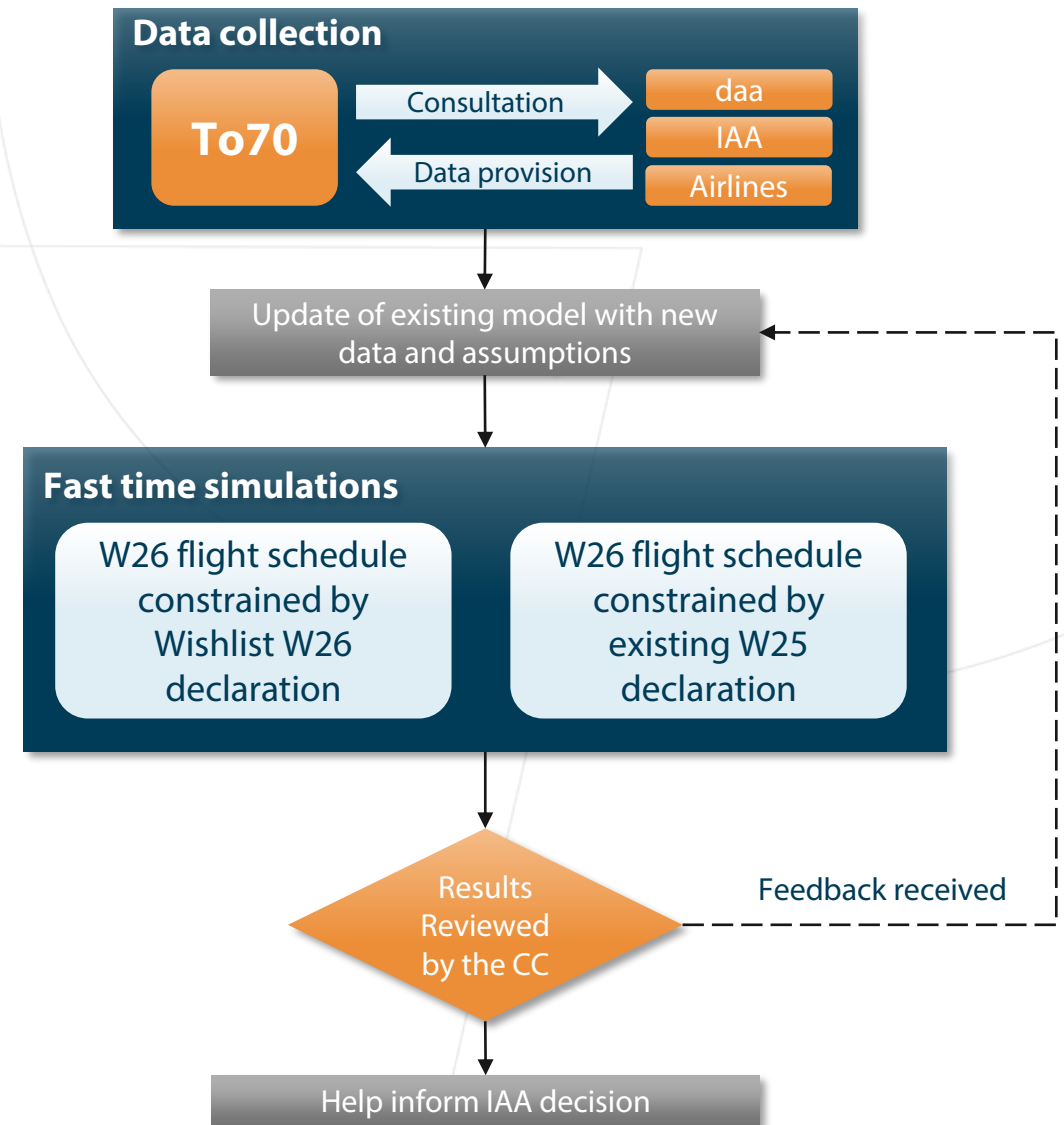 Data collection
To70
Consultation
Data provision
daa
IAA
Airlines
Update of existing model with new
data and assumptions
Fast time simulations
W26 flight schedule
constrained by
Wishlist W26
declaration
W26 flight schedule
constrained by
existing W25
declaration
Results
Reviewed
by the CC
Feedback received
Help inform IAA decision